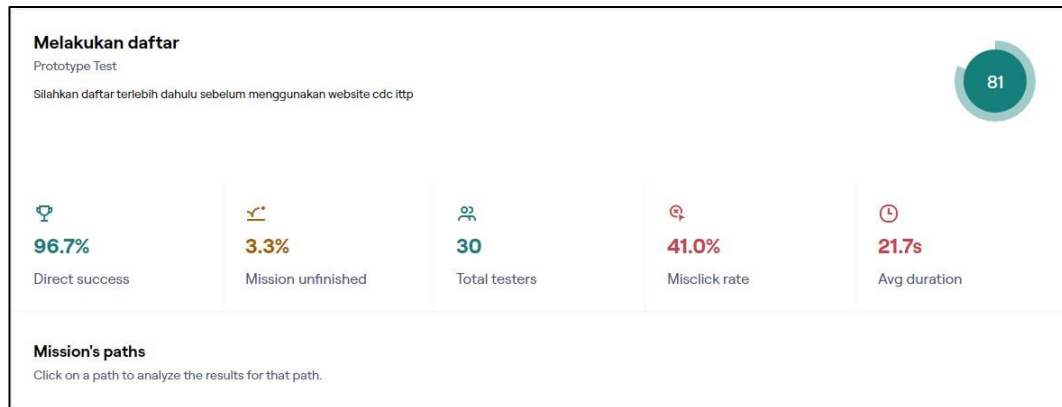 Melakukan daftar
Prototype Test
Silahkan daftar terlebih dahulu sebelum menggunakan website cdc ittp
81
96.7%
Direct success
3.3%
Mission unfinished
30
Total testers
41.0%
Misclick rate
21.7s
Avg duration
Mission's paths
Click on a path to analyze the results for that path.